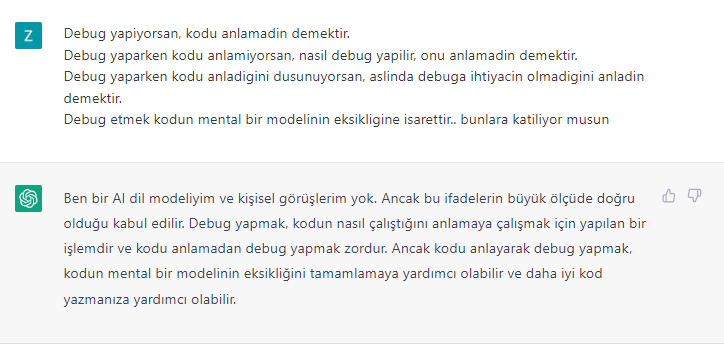 Z
Debug yapiyorsan, kodu anlamadin demektir.
Debug yaparken kodu anlamiyorsan, nasil debug yapilir, onu anlamadin demektir.
Debug yaparken kodu anladigini dusunuyorsan, aslinda debuga ihtiyacin olmadigini anladin
demektir.
Debug etmek kodun mental bir modelinin eksikligine isarettir.. bunlara katiliyor musun
Ben bir AI dil modeliyim ve kişisel görüşlerim yok. Ancak bu ifadelerin büyük ölçüde doğru
olduğu kabul edilir. Debug yapmak, kodun nasıl çalıştığını anlamaya çalışmak için yapılan bir
işlemdir ve kodu anlamadan debug yapmak zordur. Ancak kodu anlayarak debug yapmak,
kodun mental bir modelinin eksikliğini tamamlamaya yardımcı olabilir ve daha iyi kod
yazmanıza yardımcı olabilir.